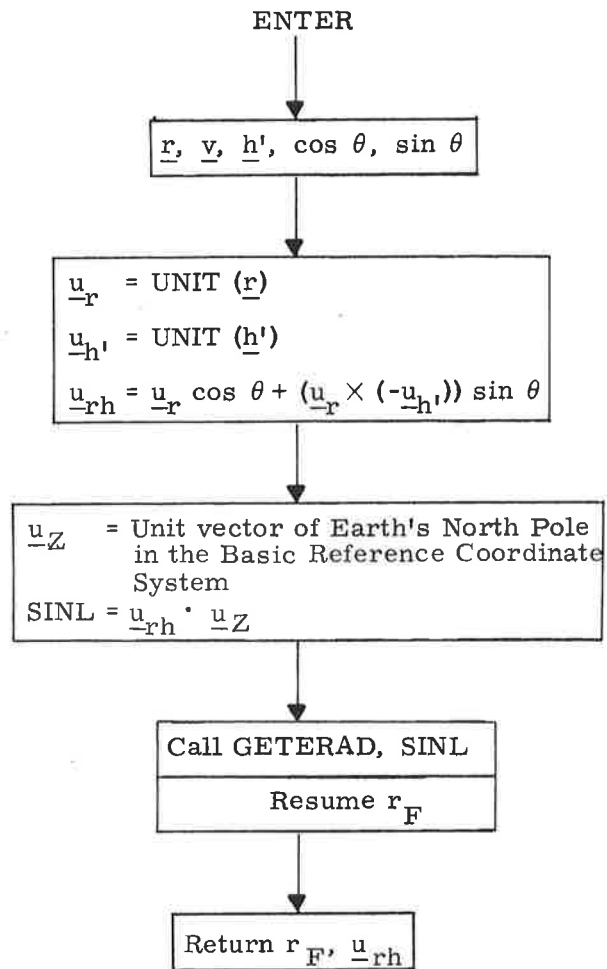 ENTER
r, v, h', cos θ, sin θ
u_r = UNIT (r)
u_h' = UNIT (h')
u_rh = u_r cos θ + (u_r × (-u_h')) sin θ
u_Z = Unit vector of Earth's North Pole
in the Basic Reference Coordinate
System
SINL = u_rh · u_Z
Call GETERAD, SINL
Resume r_F
Return r_F, u_rh